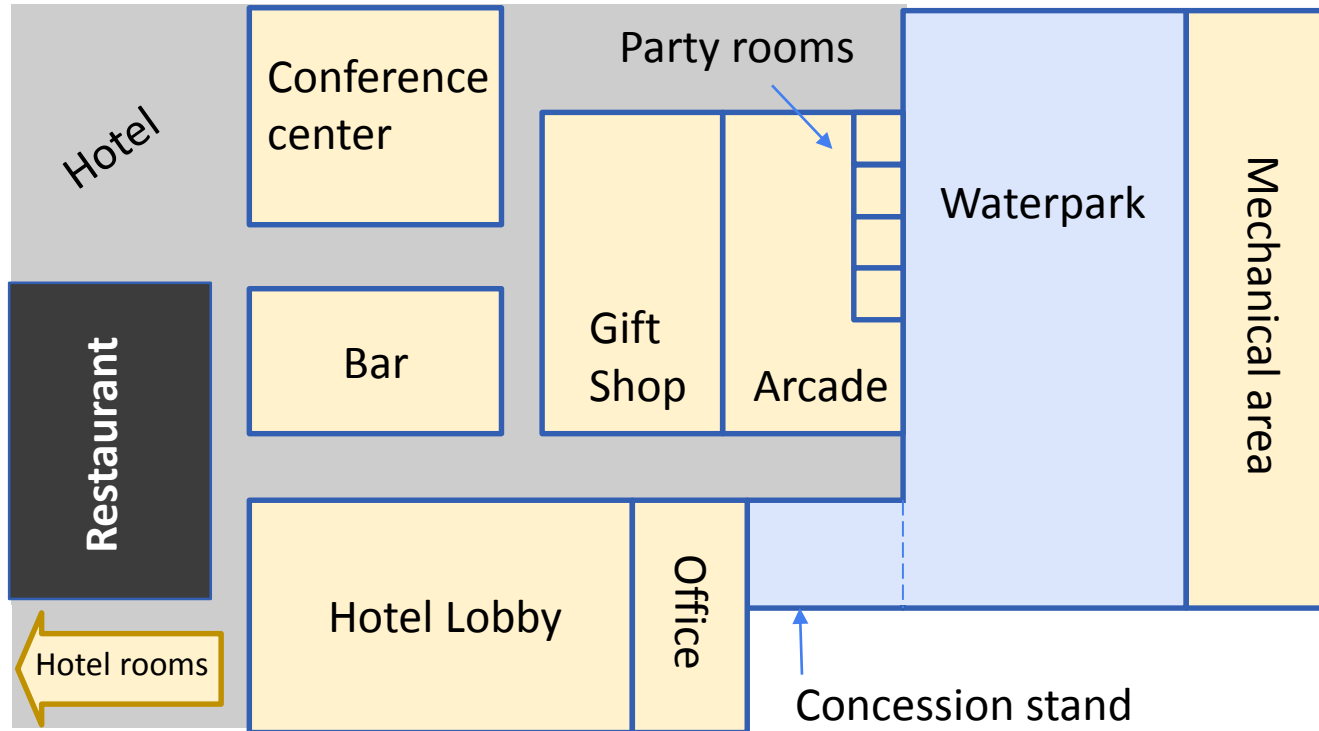 Party rooms
Conference
center
Hotel
Waterpark
Mechanical area
Restaurant
Bar
Gift
Shop
Arcade
Hotel Lobby
Office
Hotel rooms
Concession stand